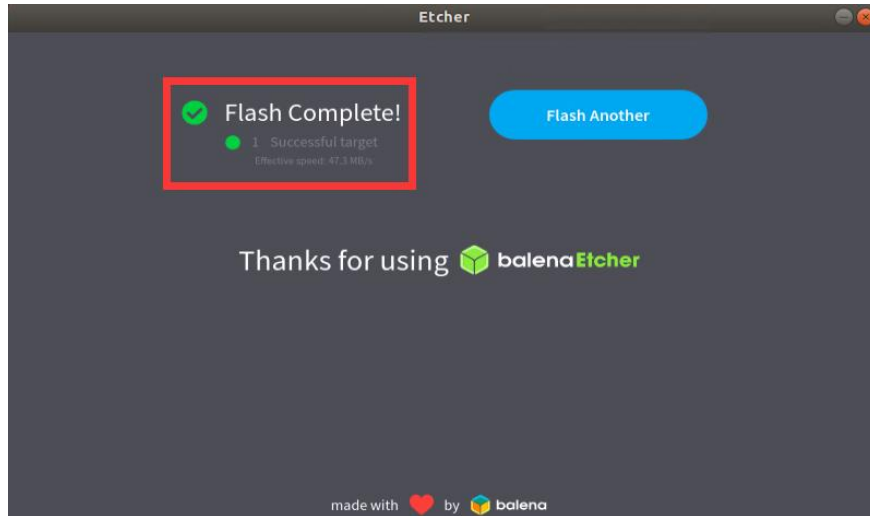 Etcher
Flash Complete!
1 Successful target
Effective speed: 47.3 MB/s
Flash Another
Thanks for using balenaEtcher
made with by balena